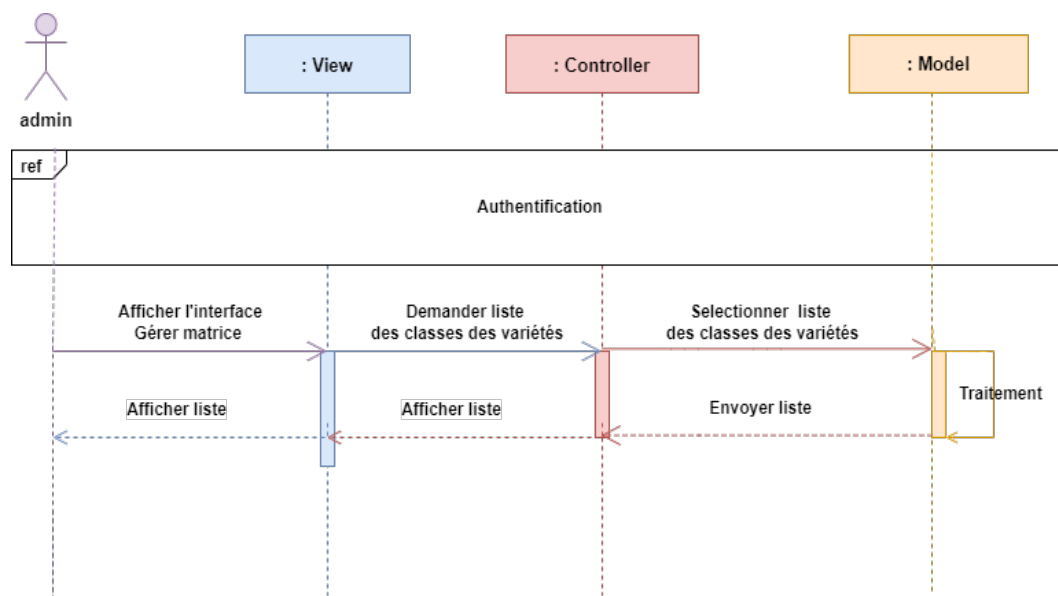 : View
: Controller
: Model
admin
ref
Authentification
Afficher l'interface
Gérer matrice
Demander liste
des classes des variétés
Selectionner liste
des classes des variétés
Traitement
Afficher liste
Afficher liste
Envoyer liste